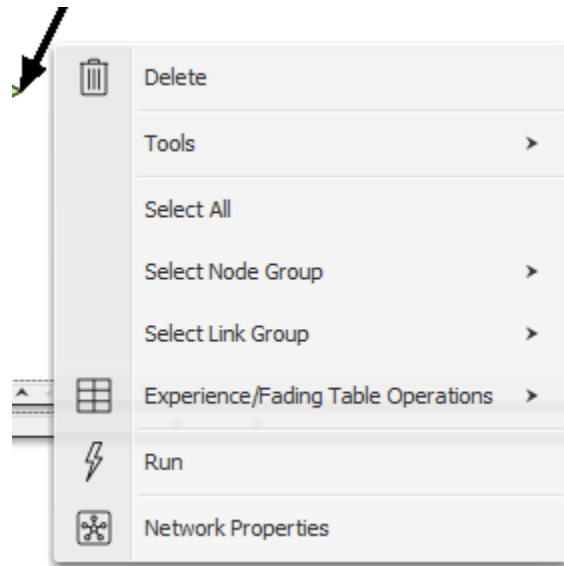 Delete
Tools
Select All
Select Node Group
Select Link Group
Experience/Fading Table Operations
Run
Network Properties